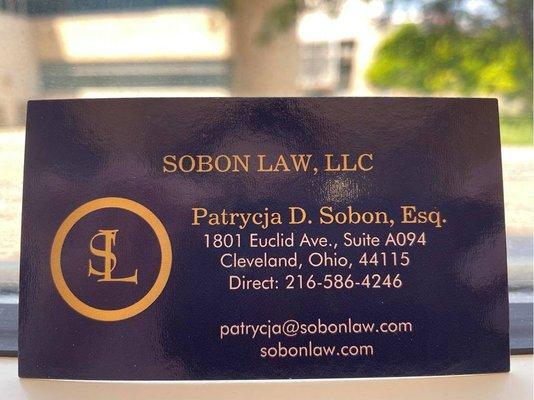 SOBON LAW, LLC
SL
Patrycja D. Sobon, Esq.
1801 Euclid Ave., Suite A094
Cleveland, Ohio, 44115
Direct: 216-586-4246
patrycja@sobonlaw.com
sobonlaw.com